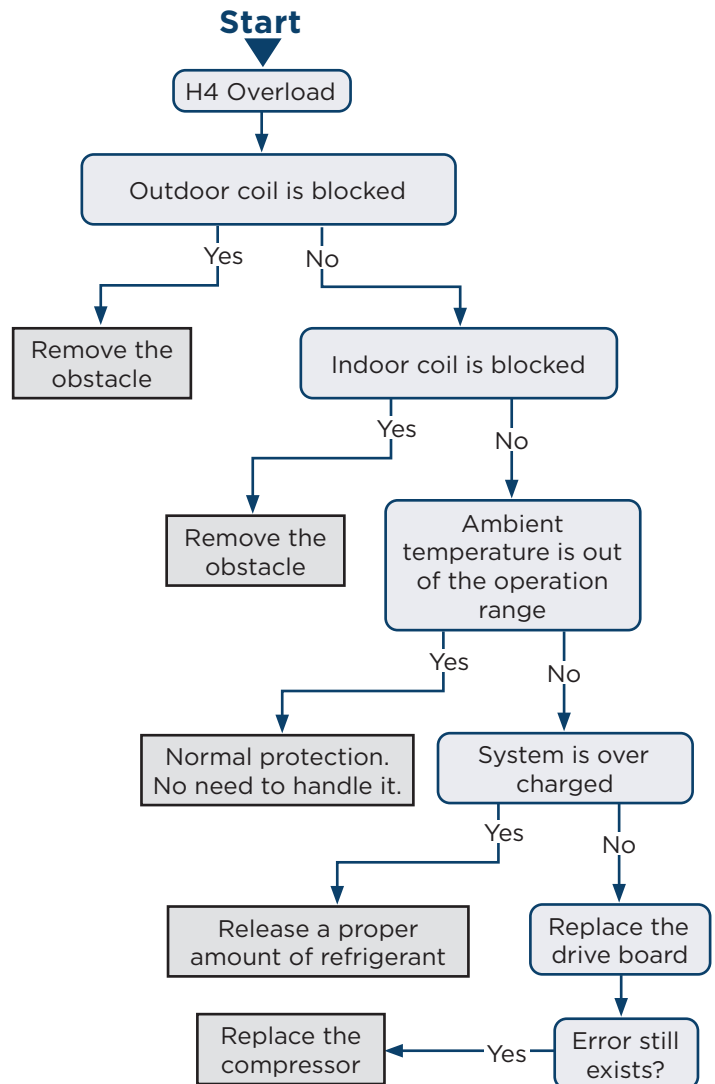 Start
H4 Overload
Outdoor coil is blocked
Yes
No
Remove the
obstacle
Indoor coil is blocked
Yes
No
Remove the
obstacle
Ambient
temperature is out
of the operation
range
Yes
No
Normal protection.
No need to handle it.
System is over
charged
Yes
No
Release a proper
amount of refrigerant
Replace the
drive board
Replace the
compressor
Yes
Error still
exists?